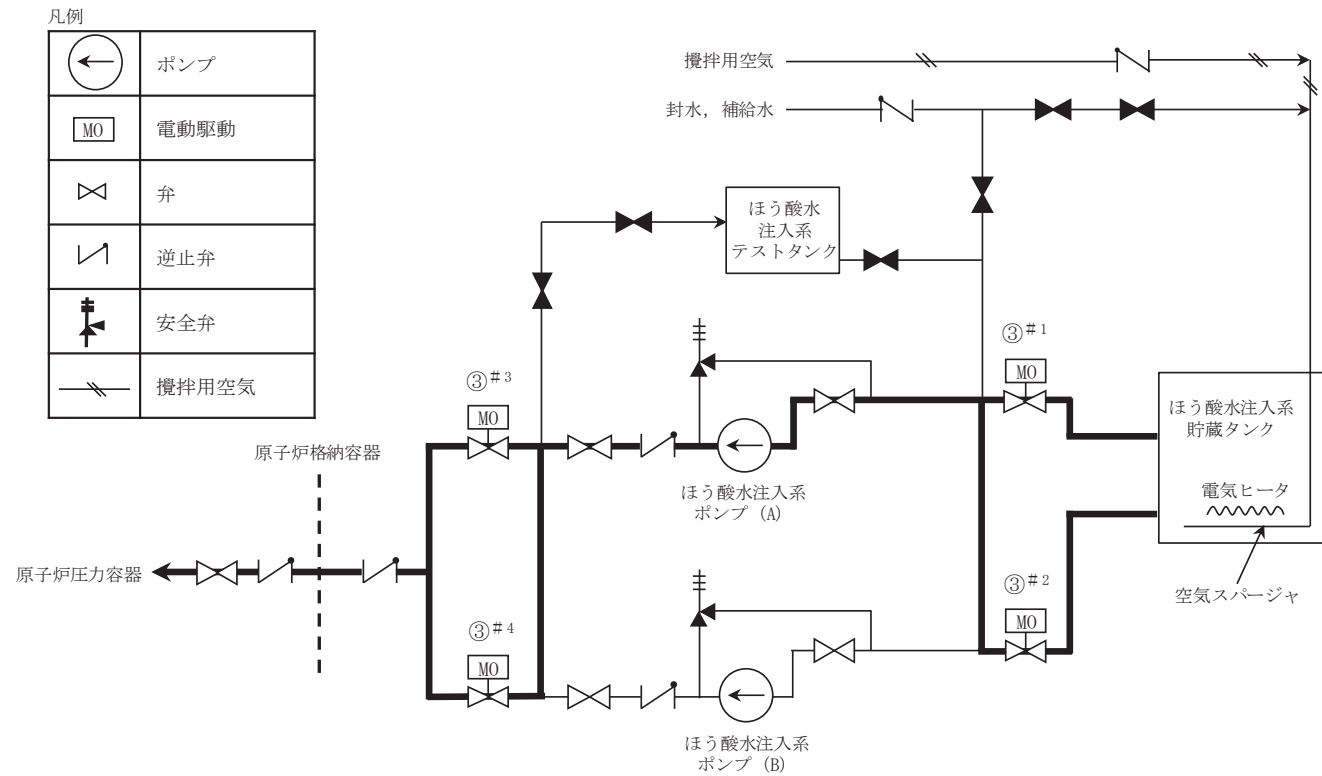 凡例
ポンプ
MO
電動駆動
弁
逆止弁
安全弁
攪拌用空気
攪拌用空気
封水，補給水
ほう酸水
注入系
テストタンク
③＃1
MO
③＃3
MO
ほう酸水注入系
貯蔵タンク
電気ヒータ
原子炉格納容器
ほう酸水注入系
ポンプ（A）
原子炉圧力容器
③＃2
MO
空気スパージャ
③＃4
MO
ほう酸水注入系
ポンプ（B）